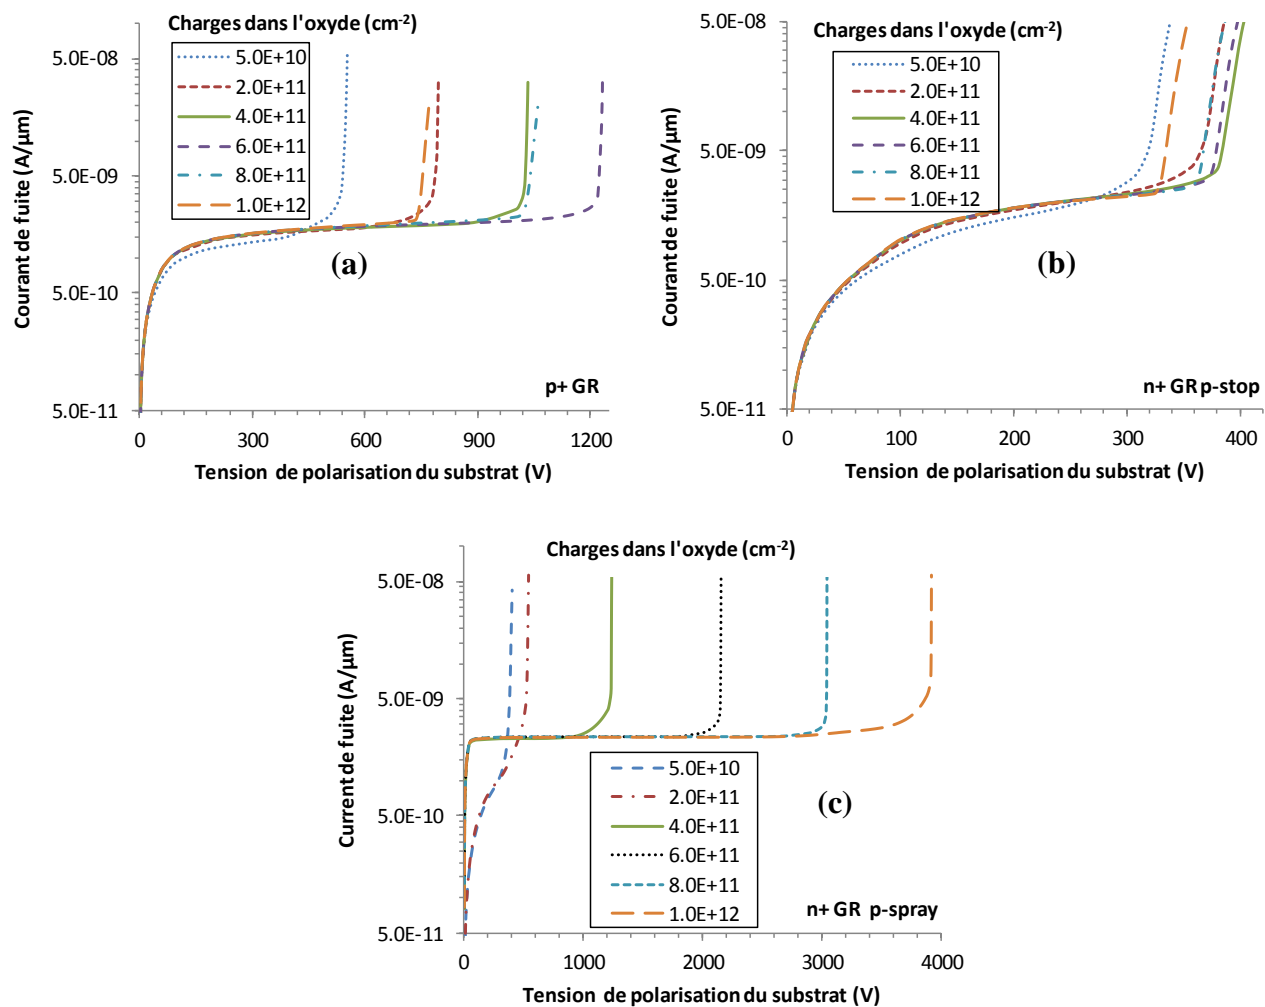 Charges dans l'oxyde (cm-2)
5.0E+10
2.0E+11
4.0E+11
6.0E+11
8.0E+11
1.0E+12
Courant de fuite (A/µm)
5.0E-08
5.0E-09
5.0E-10
5.0E-11
(a)
p+ GR
0
300
600
900
1200
Tension de polarisation du substrat (V)
Charges dans l'oxyde (cm-2)
5.0E+10
2.0E+11
4.0E+11
6.0E+11
8.0E+11
1.0E+12
Courant de fuite (A/µm)
5.0E-08
5.0E-09
5.0E-10
5.0E-11
(b)
n+ GR p-stop
0
100
200
300
400
Tension de polarisation du substrat (V)
Charges dans l'oxyde (cm-2)
Current de fuite (A/µm)
5.0E-08
5.0E-09
5.0E-10
5.0E-11
5.0E+10
2.0E+11
4.0E+11
6.0E+11
8.0E+11
1.0E+12
(c)
n+ GR p-spray
0
1000
2000
3000
4000
Tension de polarisation du substrat (V)